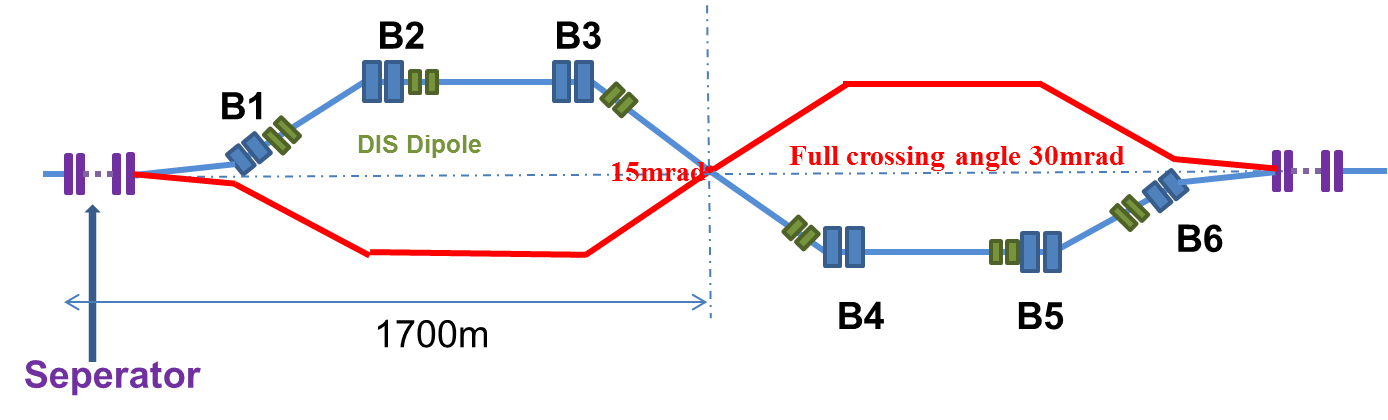 B2
B3
B1
DIS Dipole
15mrad
Full crossing angle 30mrad
B6
B4
B5
1700m
Seperator